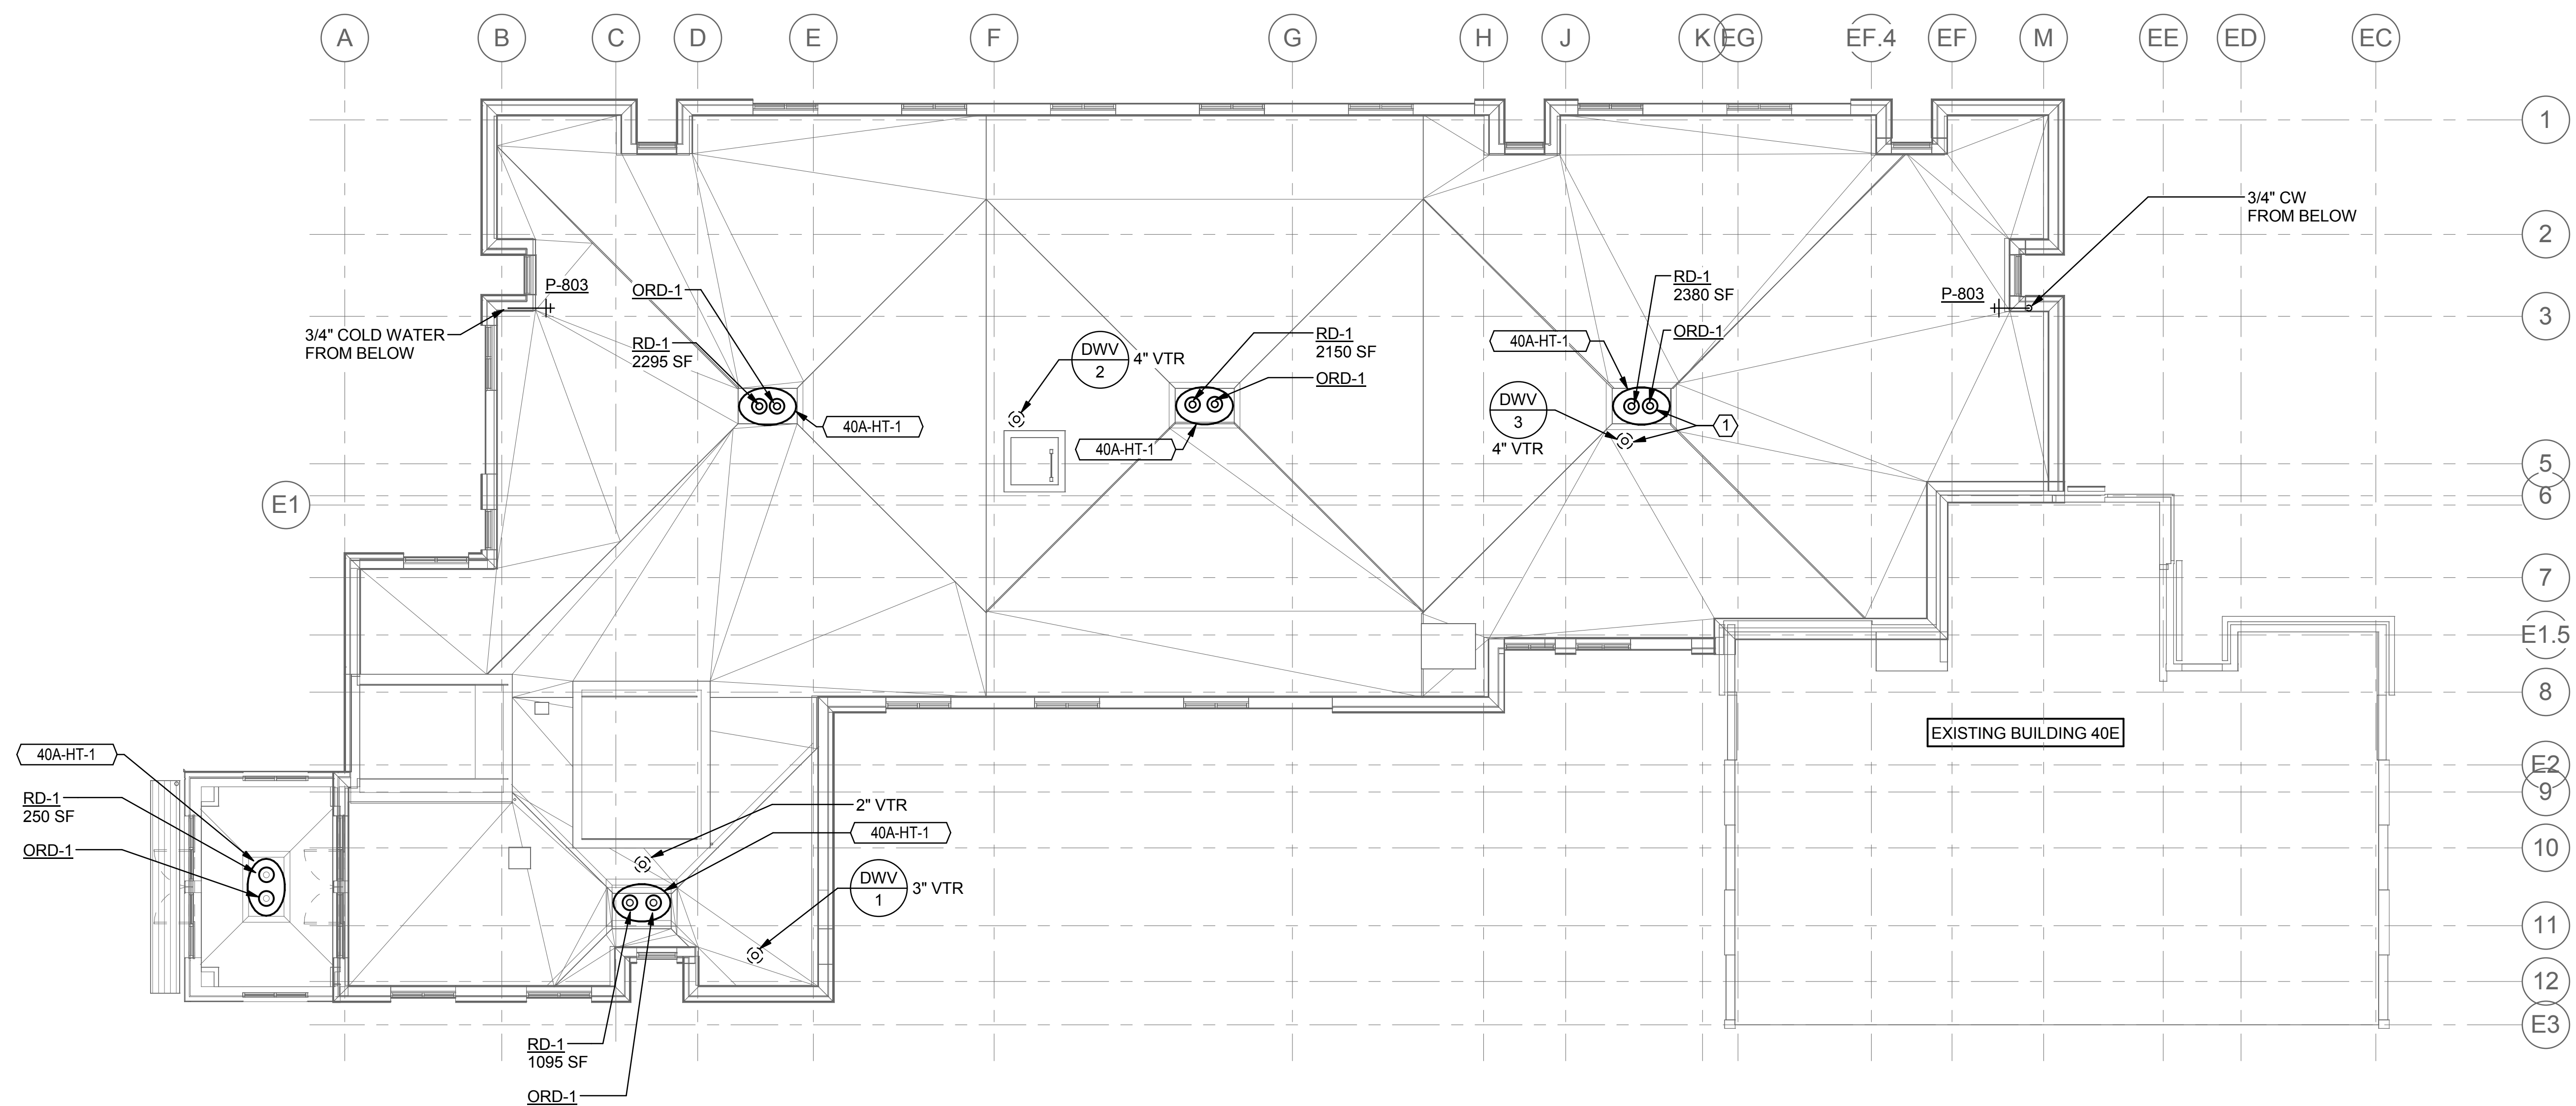 A
B
C
D
E
F
G
H
J
K
EG
EF.4
EF
M
EE
ED
EC
1
2
3
5
6
E1
7
E1.5
8
E2
9
10
11
12
E3
3/4" CW
FROM BELOW
P-803
3/4" COLD WATER
FROM BELOW
ORD-1
RD-1
2295 SF
40A-HT-1
DWV
2
4" VTR
RD-1
2150 SF
ORD-1
40A-HT-1
RD-1
2380 SF
ORD-1
40A-HT-1
DWV
3
4" VTR
1
P-803
EXISTING BUILDING 40E
40A-HT-1
RD-1
250 SF
ORD-1
2" VTR
40A-HT-1
DWV
1
3" VTR
RD-1
1095 SF
ORD-1